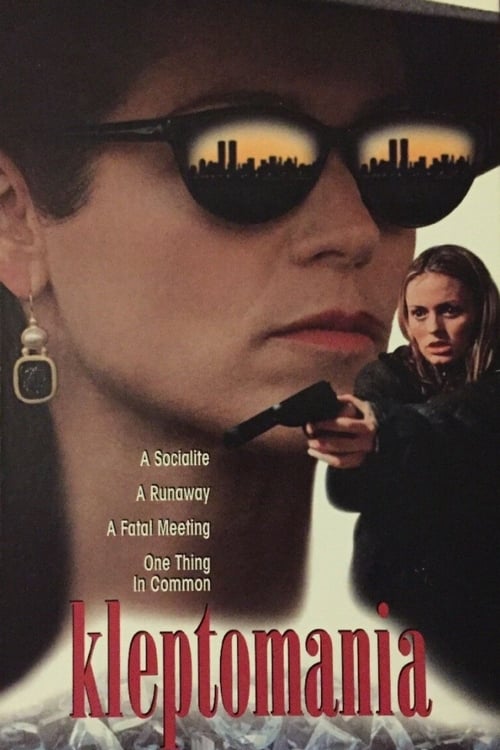 A Socialite
A Runaway
A Fatal Meeting
One Thing
In Common
kleptomania